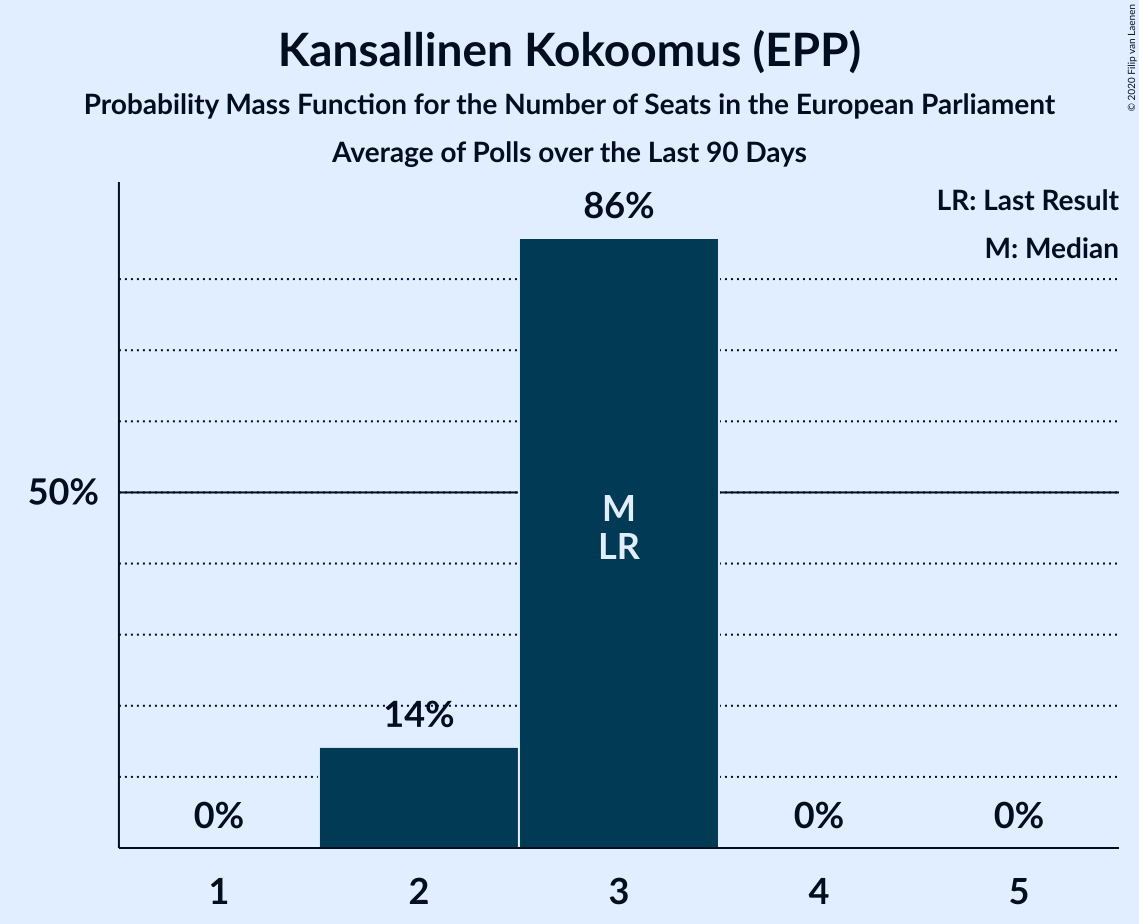 Kansallinen Kokoomus (EPP)
Probability Mass Function for the Number of Seats in the European Parliament
Average of Polls over the Last 90 Days
© 2020 Filip van Laenen
LR: Last Result
M: Median
86%
50%
M
LR
14%
0%
0%
0%
1
2
3
4
5